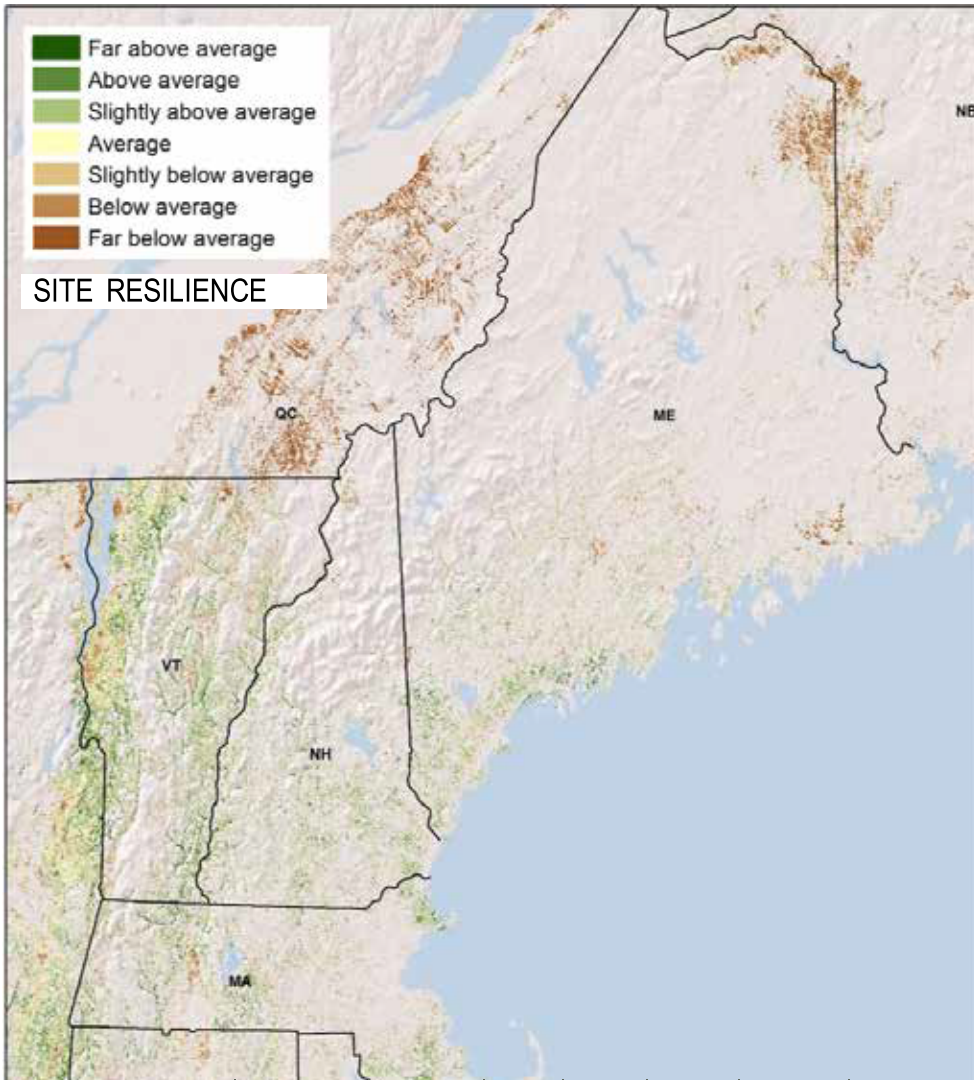 Far above average
Above average
Slightly above average
Average
Slightly below average
Below average
Far below average
SITE RESILIENCE
NB
QC
ME
VT
NH
MA